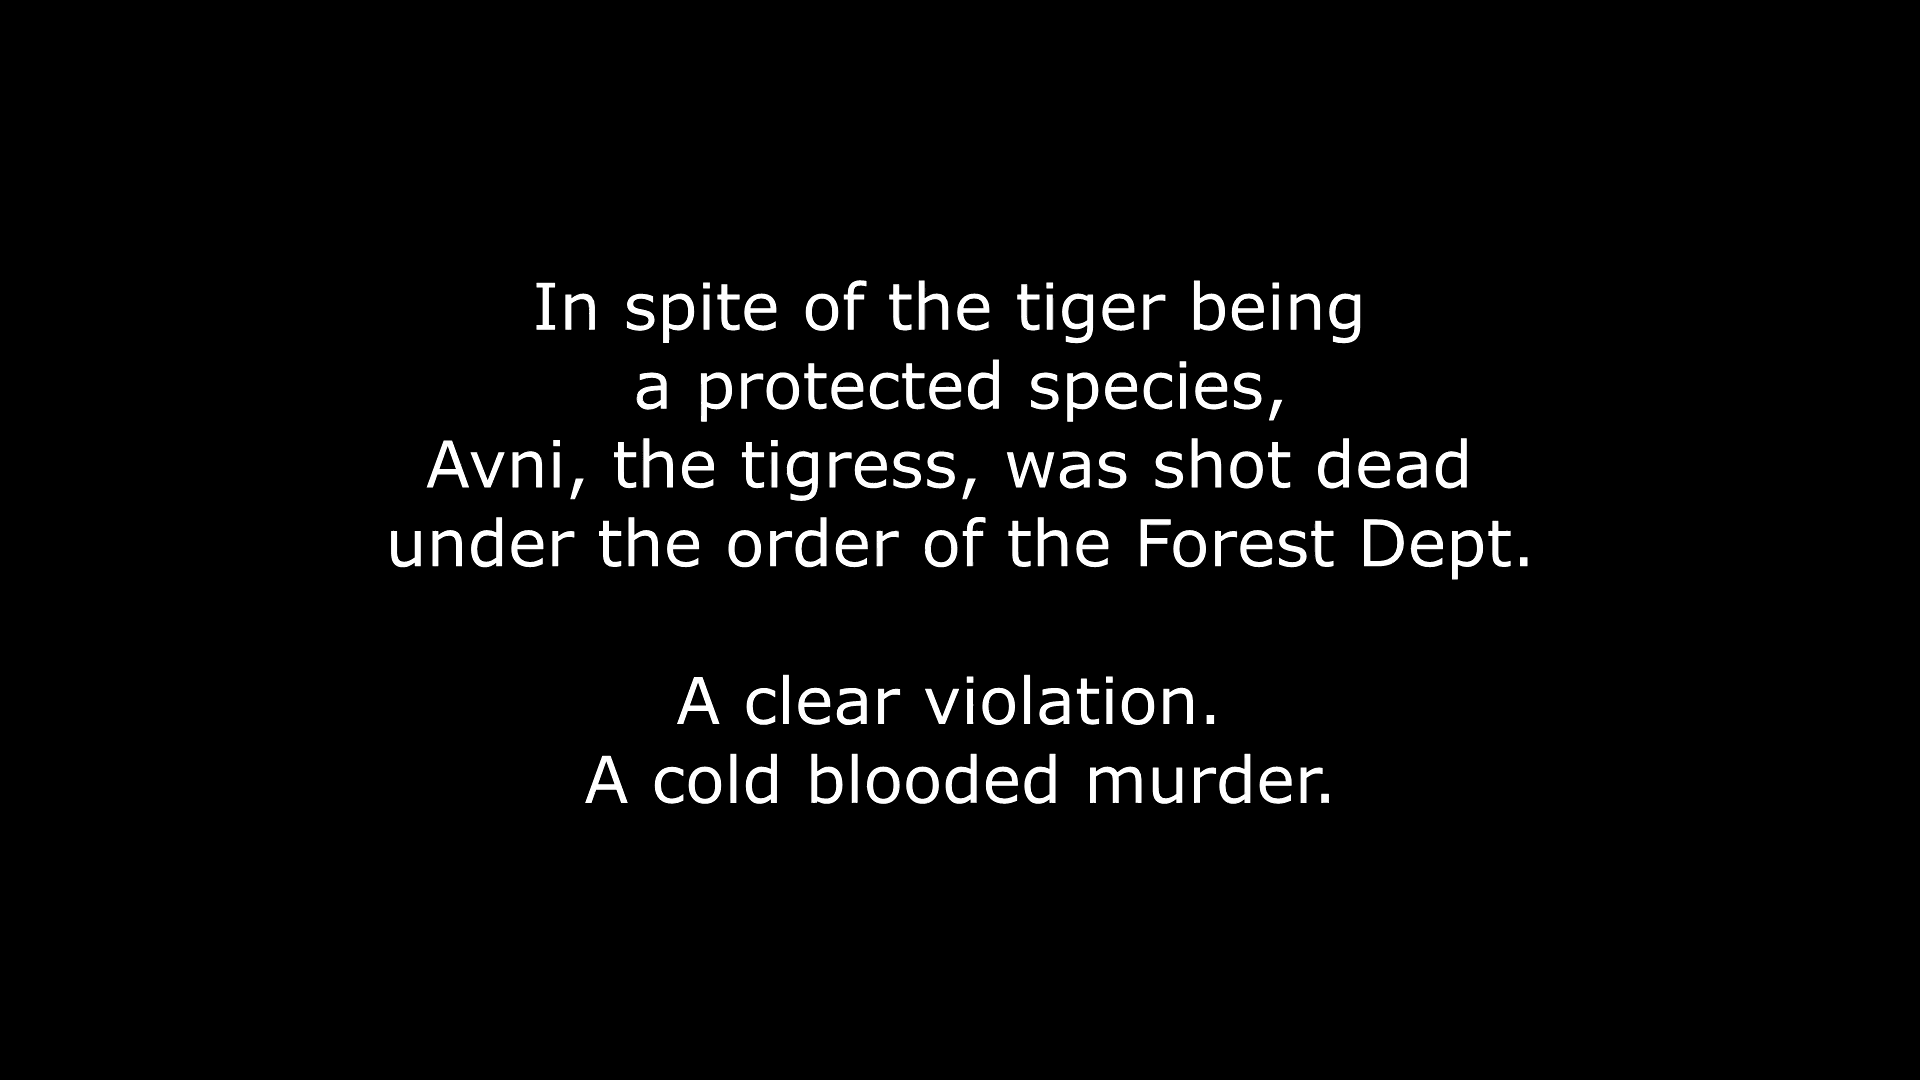 In spite of the tiger being
a protected species,
Avni, the tigress, was shot dead
under the order of the Forest Dept.
A clear violation.
A cold blooded murder.